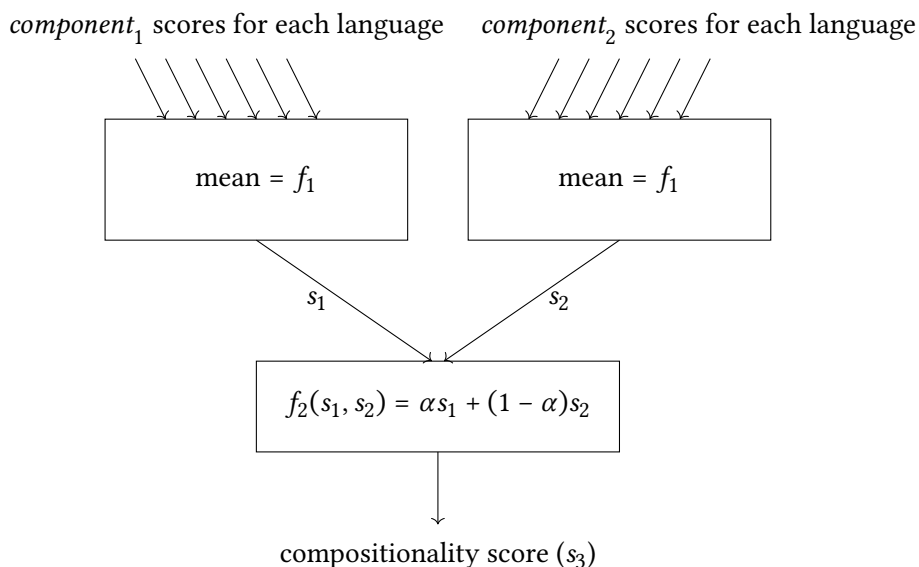 component₁ scores for each language
component₂ scores for each language
mean = f₁
mean = f₁
s₁
s₂
f₂(s₁, s₂) = αs₁ + (1 − α)s₂
compositionality score (s₃)